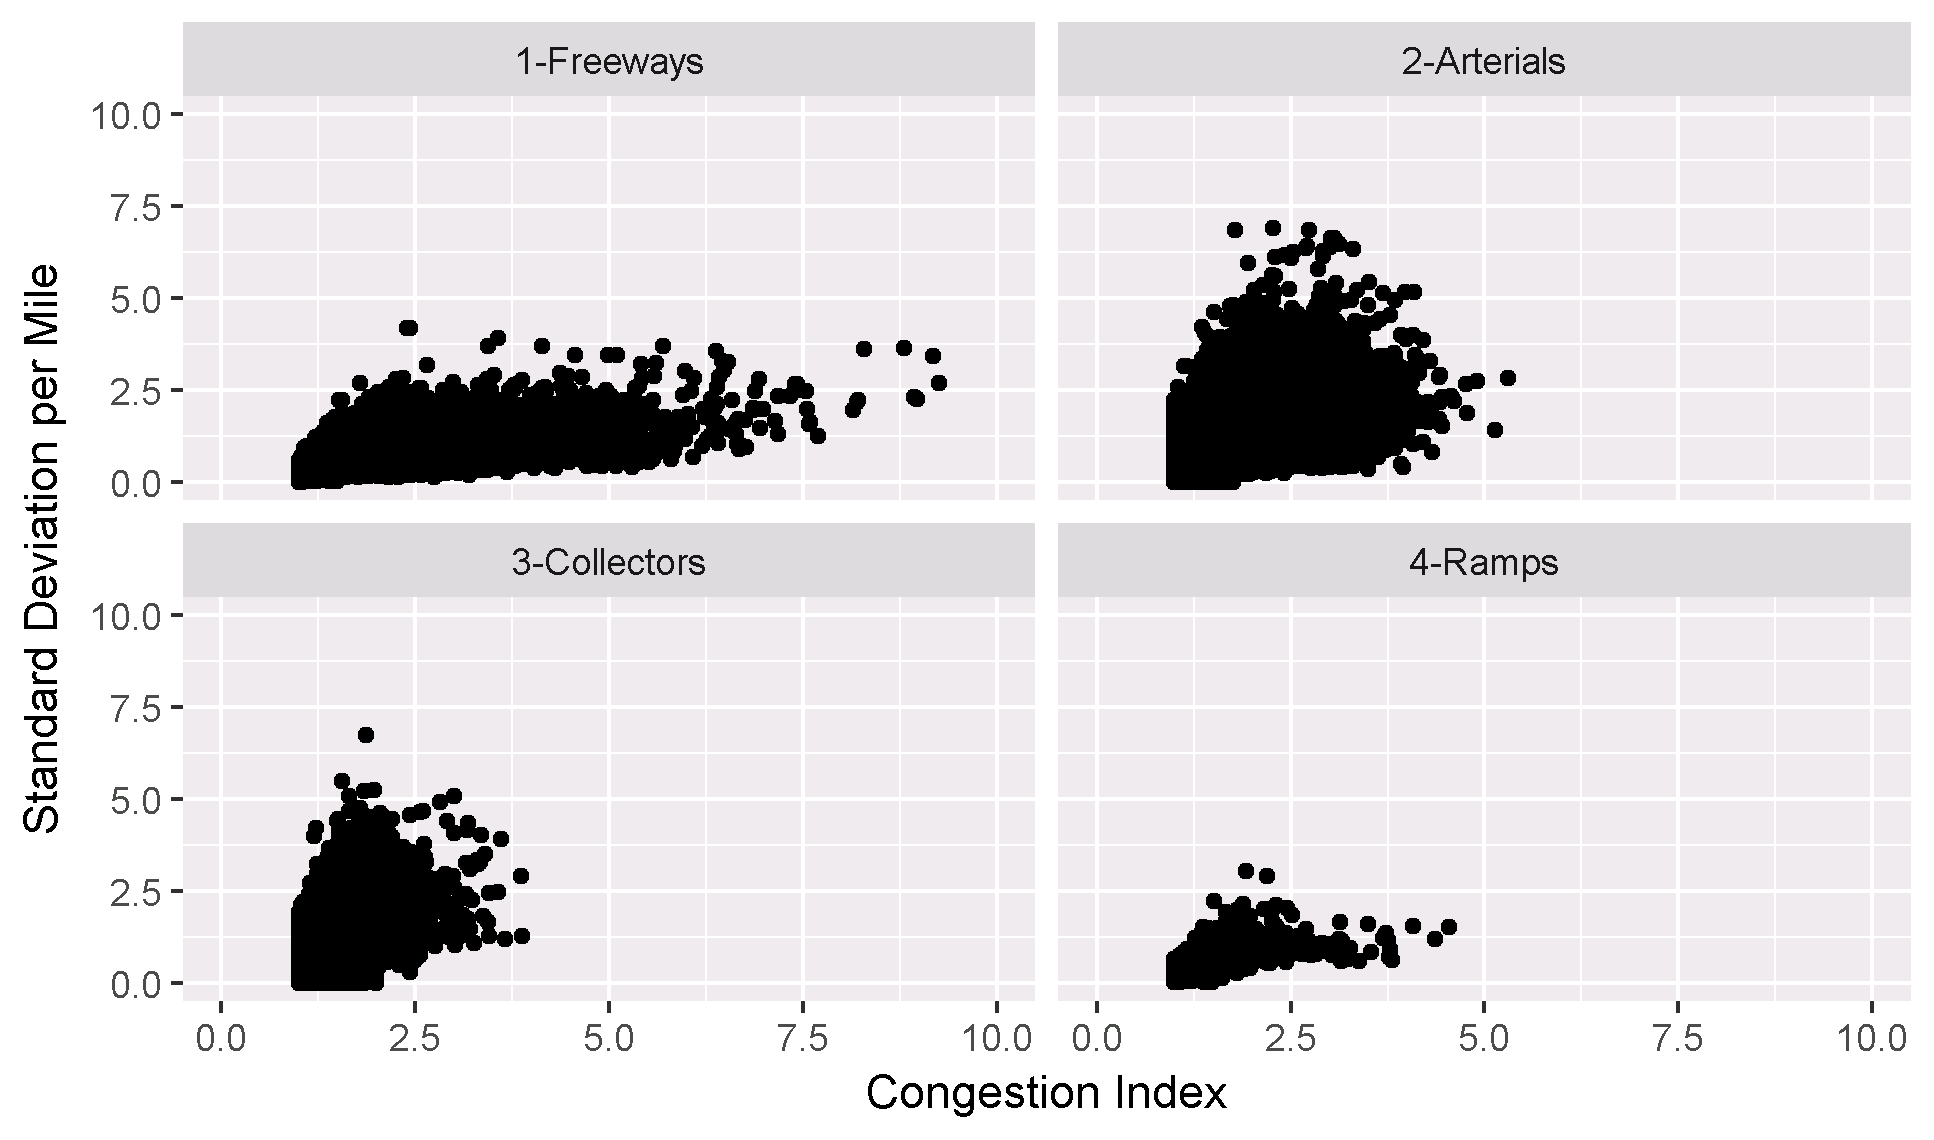 1-Freeways
2-Arterials
10.0
7.5
5.0
2.5
0.0
3-Collectors
4-Ramps
10.0
7.5
5.0
2.5
0.0
0.0 2.5 5.0 7.5 10.0
0.0 2.5 5.0 7.5 10.0
Congestion Index
Standard Deviation per Mile